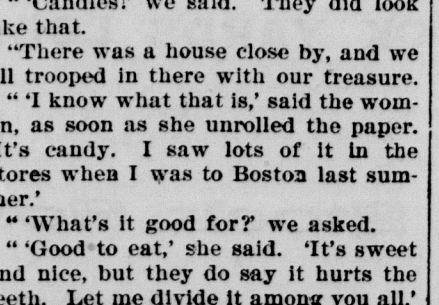 " 'Candles!' we said. They did look
ke that.
"There was a house close by, and we
ll trooped in there with our treasure.
" 'I know what that is,' said the wom-
n, as soon as she unrolled the paper.
t's candy. I saw lots of it in the
tores when I was to Boston last sum-
er.'
" 'What's it good for?' we asked.
" 'Good to eat,' she said. 'It's sweet
nd nice, but they do say it hurts the
eeth. Let me divide it among you all.'